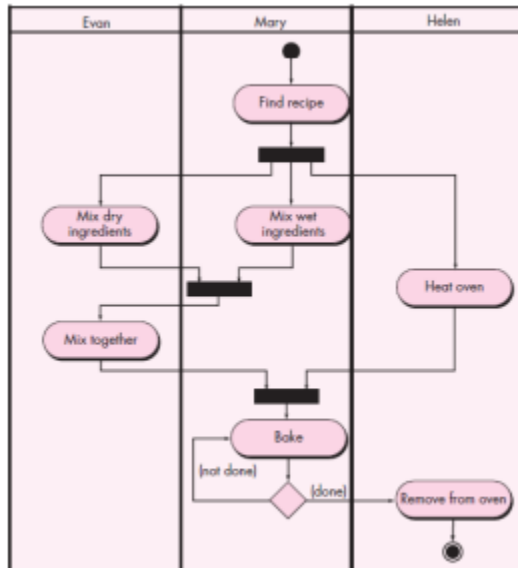 Evan
Mary
Helen
Find recipe
Mix dry
ingredients
Mix wet
ingredients
Heat oven
Mix together
Bake
(not done)
(done)
Remove from oven